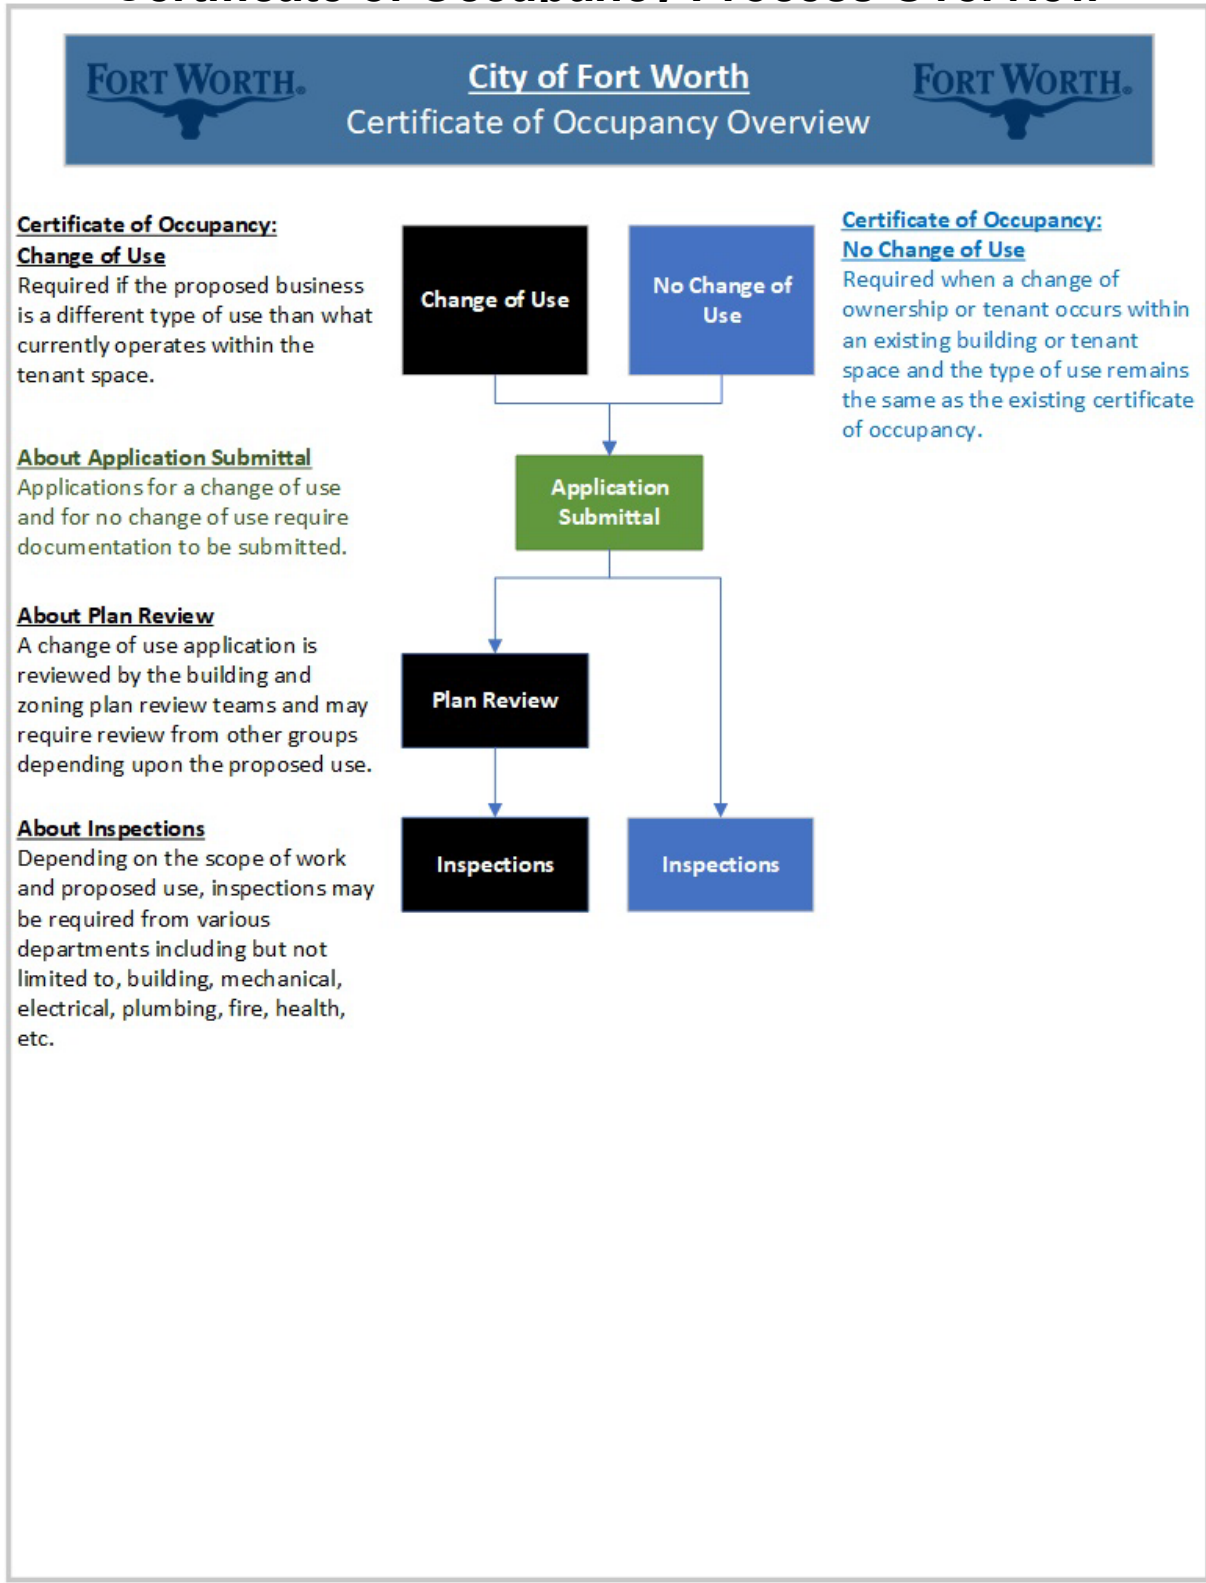 Certificate of Occupancy Process Overview
FORT WORTH®
City of Fort Worth
Certificate of Occupancy Overview
FORT WORTH®
Certificate of Occupancy:
Change of Use
Required if the proposed business
is a different type of use than what
currently operates within the
tenant space.
Change of Use
No Change of
Use
Certificate of Occupancy:
No Change of Use
Required when a change of
ownership or tenant occurs within
an existing building or tenant
space and the type of use remains
the same as the existing certificate
of occupancy.
About Application Submittal
Applications for a change of use
and for no change of use require
documentation to be submitted.
Application
Submittal
About Plan Review
A change of use application is
reviewed by the building and
zoning plan review teams and may
require review from other groups
depending upon the proposed use.
Plan Review
About Inspections
Depending on the scope of work
and proposed use, inspections may
be required from various
departments including but not
limited to, building, mechanical,
electrical, plumbing, fire, health,
etc.
Inspections
Inspections